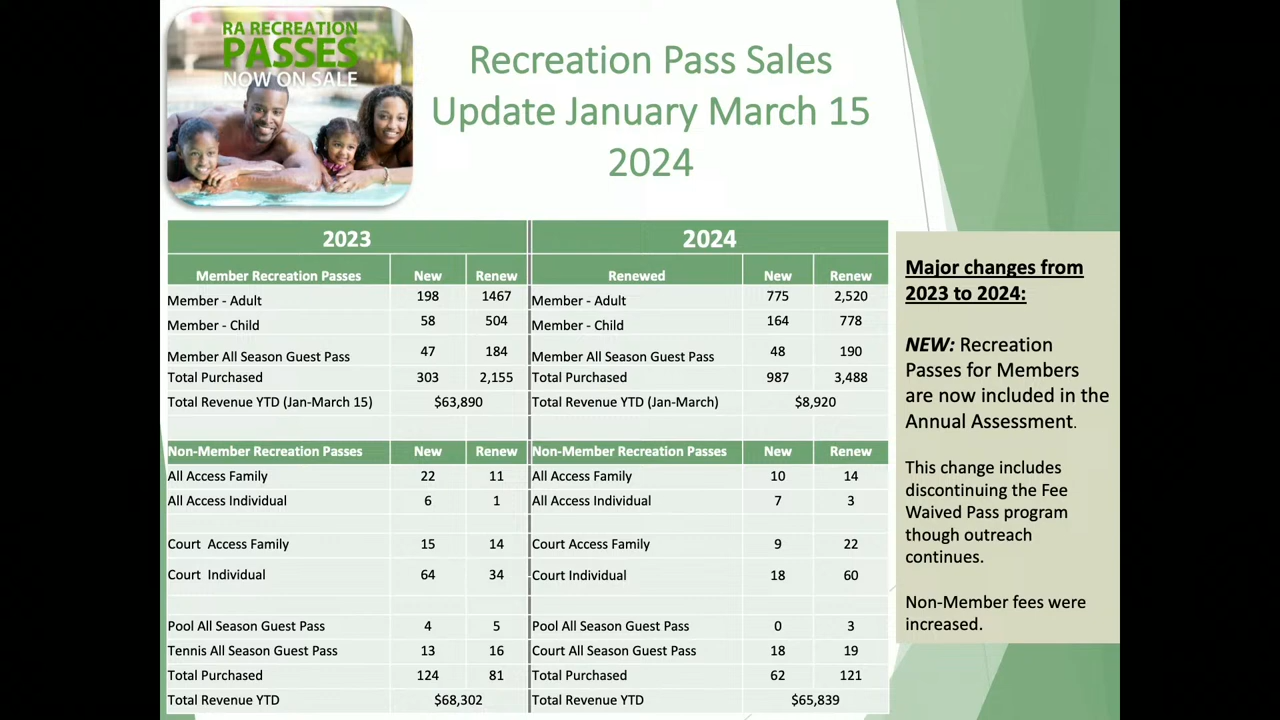 RA RECREATION
PASSES
NOW ON SALE
Recreation Pass Sales
Update January March 15
2024
2023 2024
Member Recreation Passes New Renew Renewed New Renew
Member - Adult 198 1467 Member - Adult 775 2,520
Member - Child 58 504 Member - Child 164 778
Member All Season Guest Pass 47 184 Member All Season Guest Pass 48 190
Total Purchased 303 2,155 Total Purchased 987 3,488
Total Revenue YTD (Jan-March 15) $63,890 Total Revenue YTD (Jan-March) $8,920
Non-Member Recreation Passes New Renew Non-Member Recreation Passes New Renew
All Access Family 22 11 All Access Family 10 14
All Access Individual 6 1 All Access Individual 7 3
Court Access Family 15 14 Court Access Family 9 22
Court Individual 64 34 Court Individual 18 60
Pool All Season Guest Pass 4 5 Pool All Season Guest Pass 0 3
Tennis All Season Guest Pass 13 16 Court All Season Guest Pass 18 19
Total Purchased 124 81 Total Purchased 62 121
Total Revenue YTD $68,302 Total Revenue YTD $65,839
Major changes from
2023 to 2024:
NEW: Recreation
Passes for Members
are now included in the
Annual Assessment.
This change includes
discontinuing the Fee
Waived Pass program
though outreach
continues.
Non-Member fees were
increased.